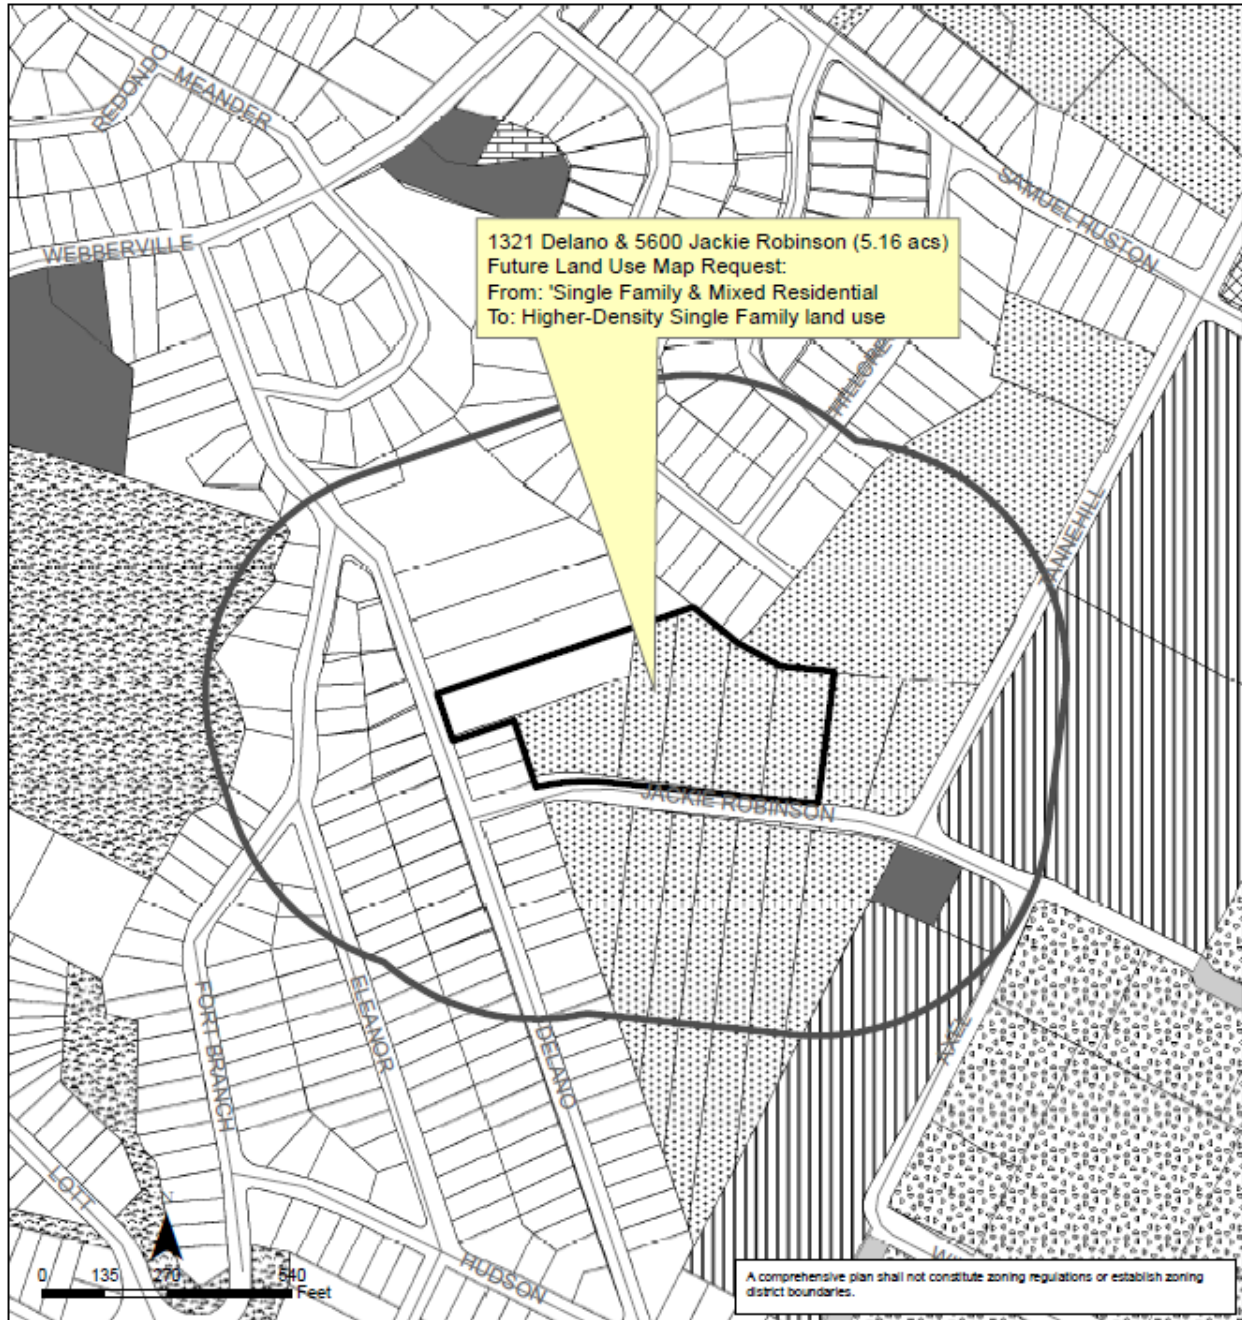 REDONDO
MEANDER
WEBBERVILLE
SAMUEL HUSTON
1321 Delano & 5600 Jackie Robinson (5.16 acs)
Future Land Use Map Request:
From: 'Single Family & Mixed Residential
To: Higher-Density Single Family land use
TANNEHILL
JACKIE ROBINSON
FORT BRANCH
ELEANOR
DELANO
AXEL
LOTT
HUDSON
N
0 135 270 540
Feet
A comprehensive plan shall not constitute zoning regulations or establish zoning
district boundaries.